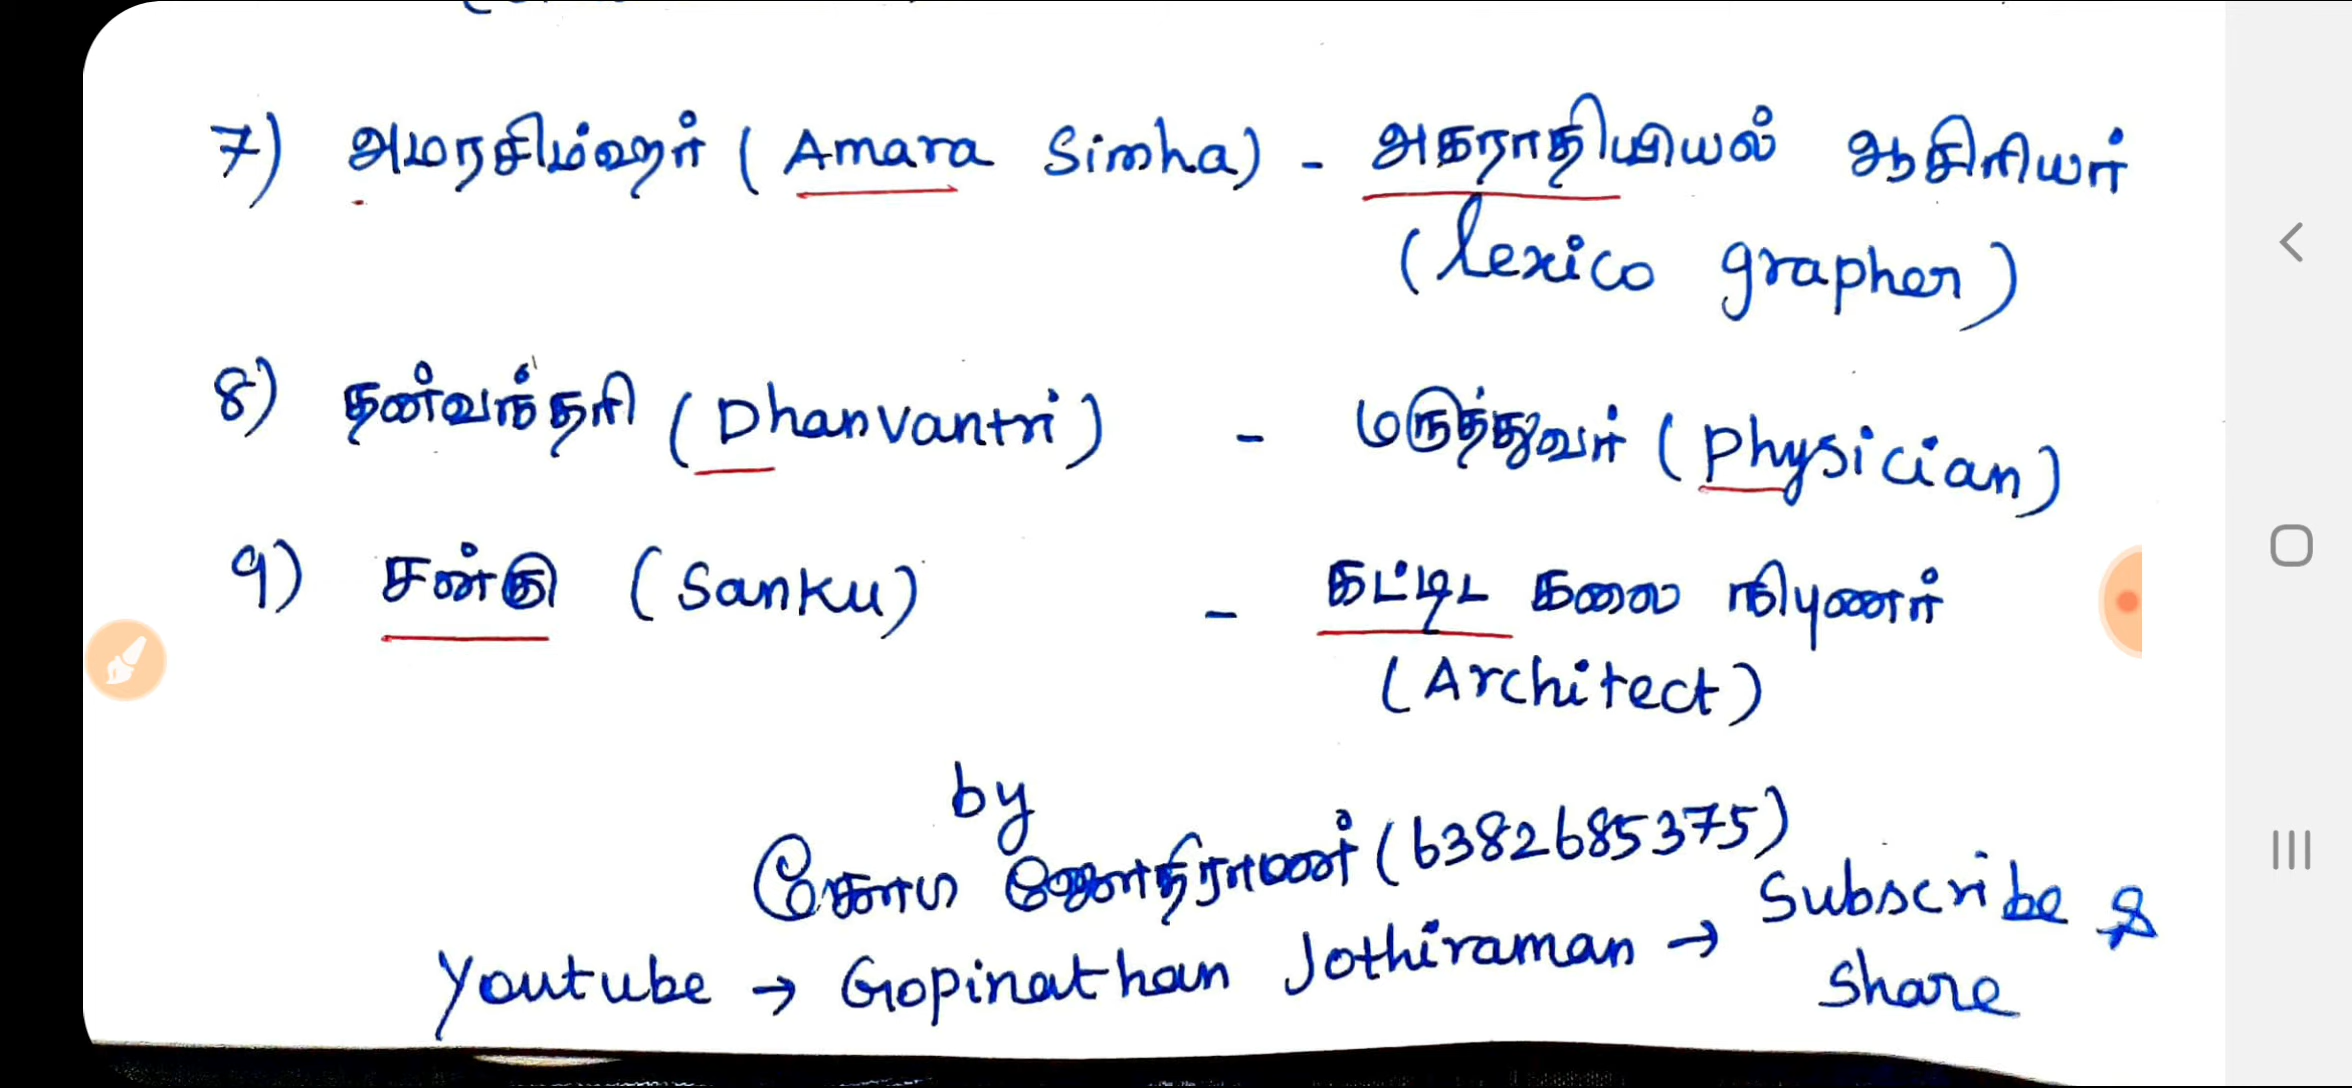 7) அமரசிம்ஹர் (Amara Simha) - அகராதியியல் ஆசிரியர்
(lexico grapher)
8) தன்வந்தரி (Dhanvantri) - மருத்துவர் (Physician)
9) சன்கு (Sanku) - கட்டிட கலை நிபுணர்
(Architect)
by
ஜோதிராமன் (6382685375)
Youtube → Gopinathan Jothiraman → Subscribe &
Share